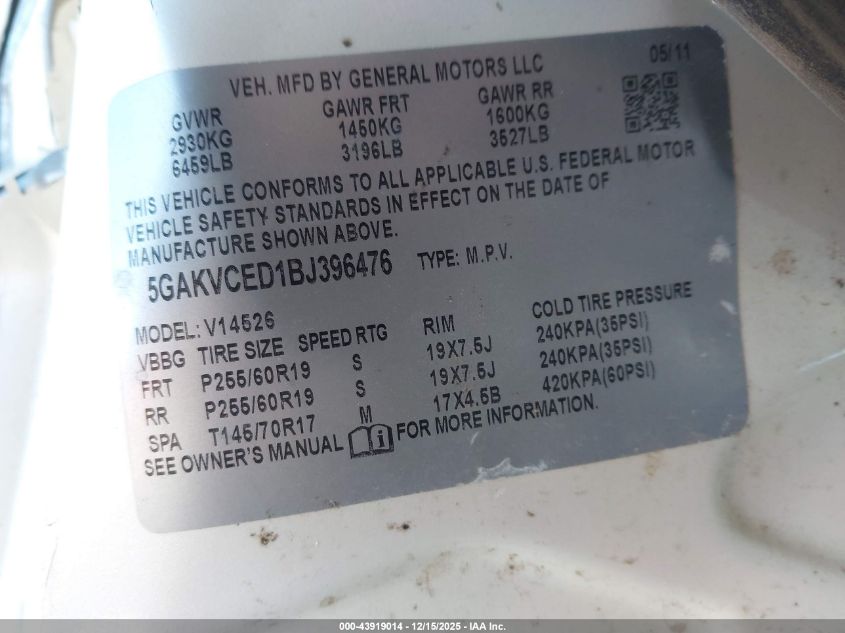 VEH. MFD BY GENERAL MOTORS LLC 05/11
GVWR GAWR FRT GAWR RR
2930KG 1450KG 1600KG
6459LB 3196LB 3527LB
THIS VEHICLE CONFORMS TO ALL APPLICABLE U.S. FEDERAL MOTOR
VEHICLE SAFETY STANDARDS IN EFFECT ON THE DATE OF
MANUFACTURE SHOWN ABOVE.
5GAKVCED1BJ396476 TYPE: M.P.V.
MODEL: V14526
VBBG TIRE SIZE SPEED RTG RIM COLD TIRE PRESSURE
FRT P255/60R19 S 19X7.5J 240KPA(35PSI)
RR P255/60R19 S 19X7.5J 240KPA(35PSI)
SPA T145/70R17 M 17X4.5B 420KPA(60PSI)
SEE OWNER'S MANUAL i FOR MORE INFORMATION.
000-43919014 - 12/15/2025 - IAA Inc.